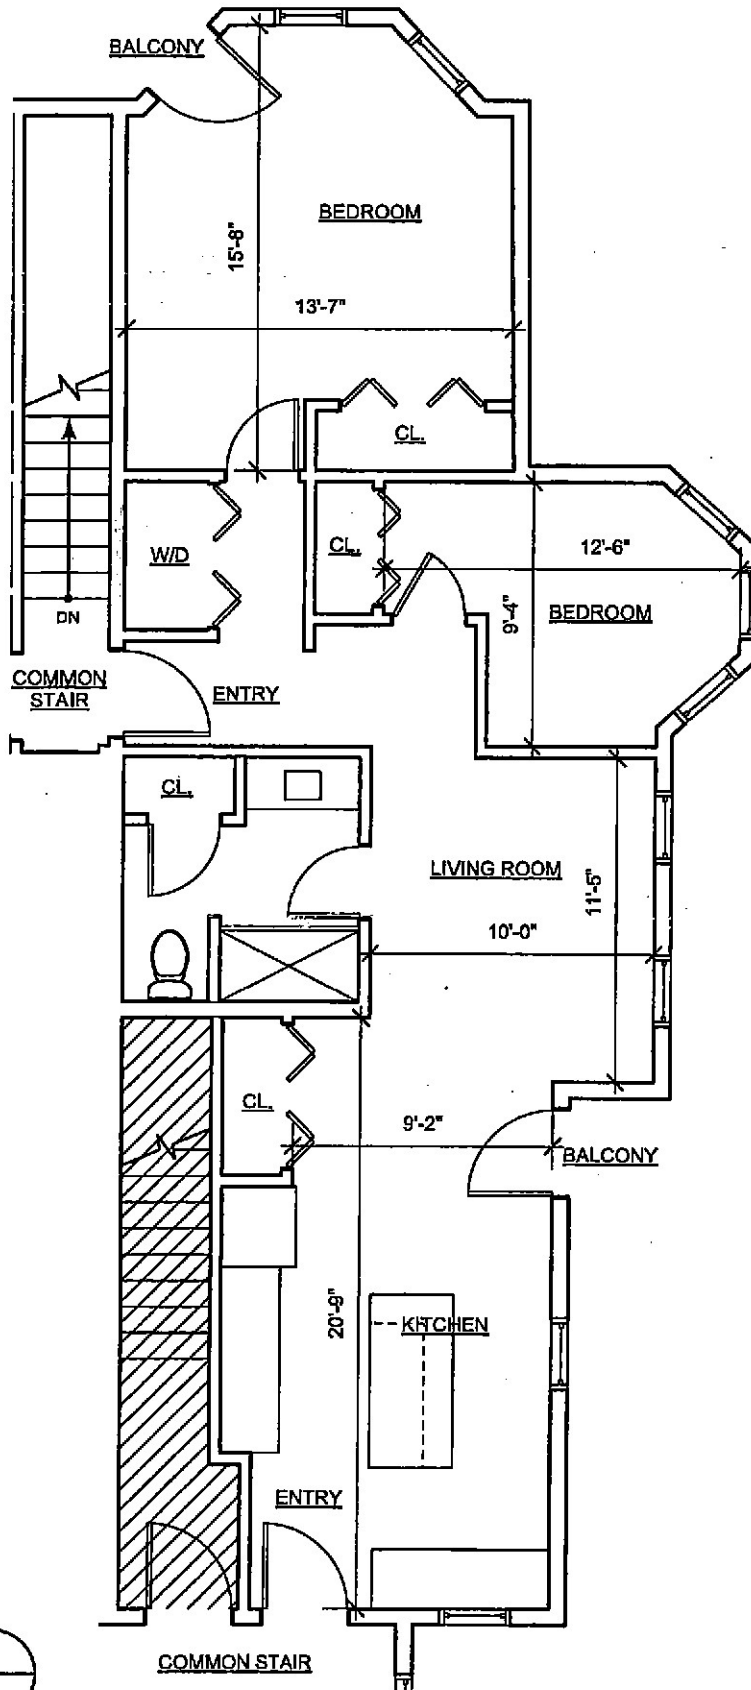 BALCONY
BEDROOM
15'-8"
13'-7"
CL.
W/D
CL.
12'-6"
BEDROOM
9'-4"
DN
COMMON
STAIR
ENTRY
CL.
LIVING ROOM
11'-5"
10'-0"
CL.
9'-2"
BALCONY
20'-9"
KITCHEN
ENTRY
COMMON STAIR